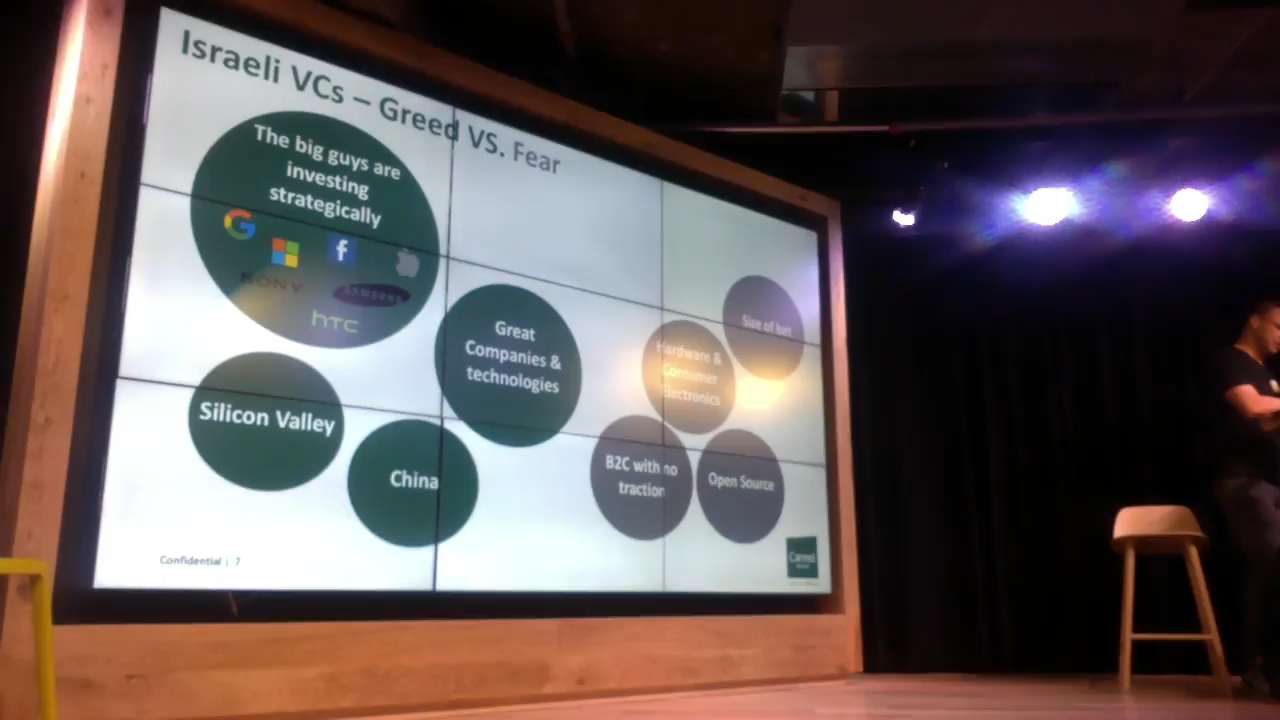 Israeli VCs – Greed VS. Fear
The big guys are
investing
strategically
G
f
SONY
SAMSUNG
hTC
Great
Companies &
technologies
Silicon Valley
China
Size of bet
Hardware &
Consumer
Electronics
B2C with no
traction
Open Source
Confidential | 7
Carmel